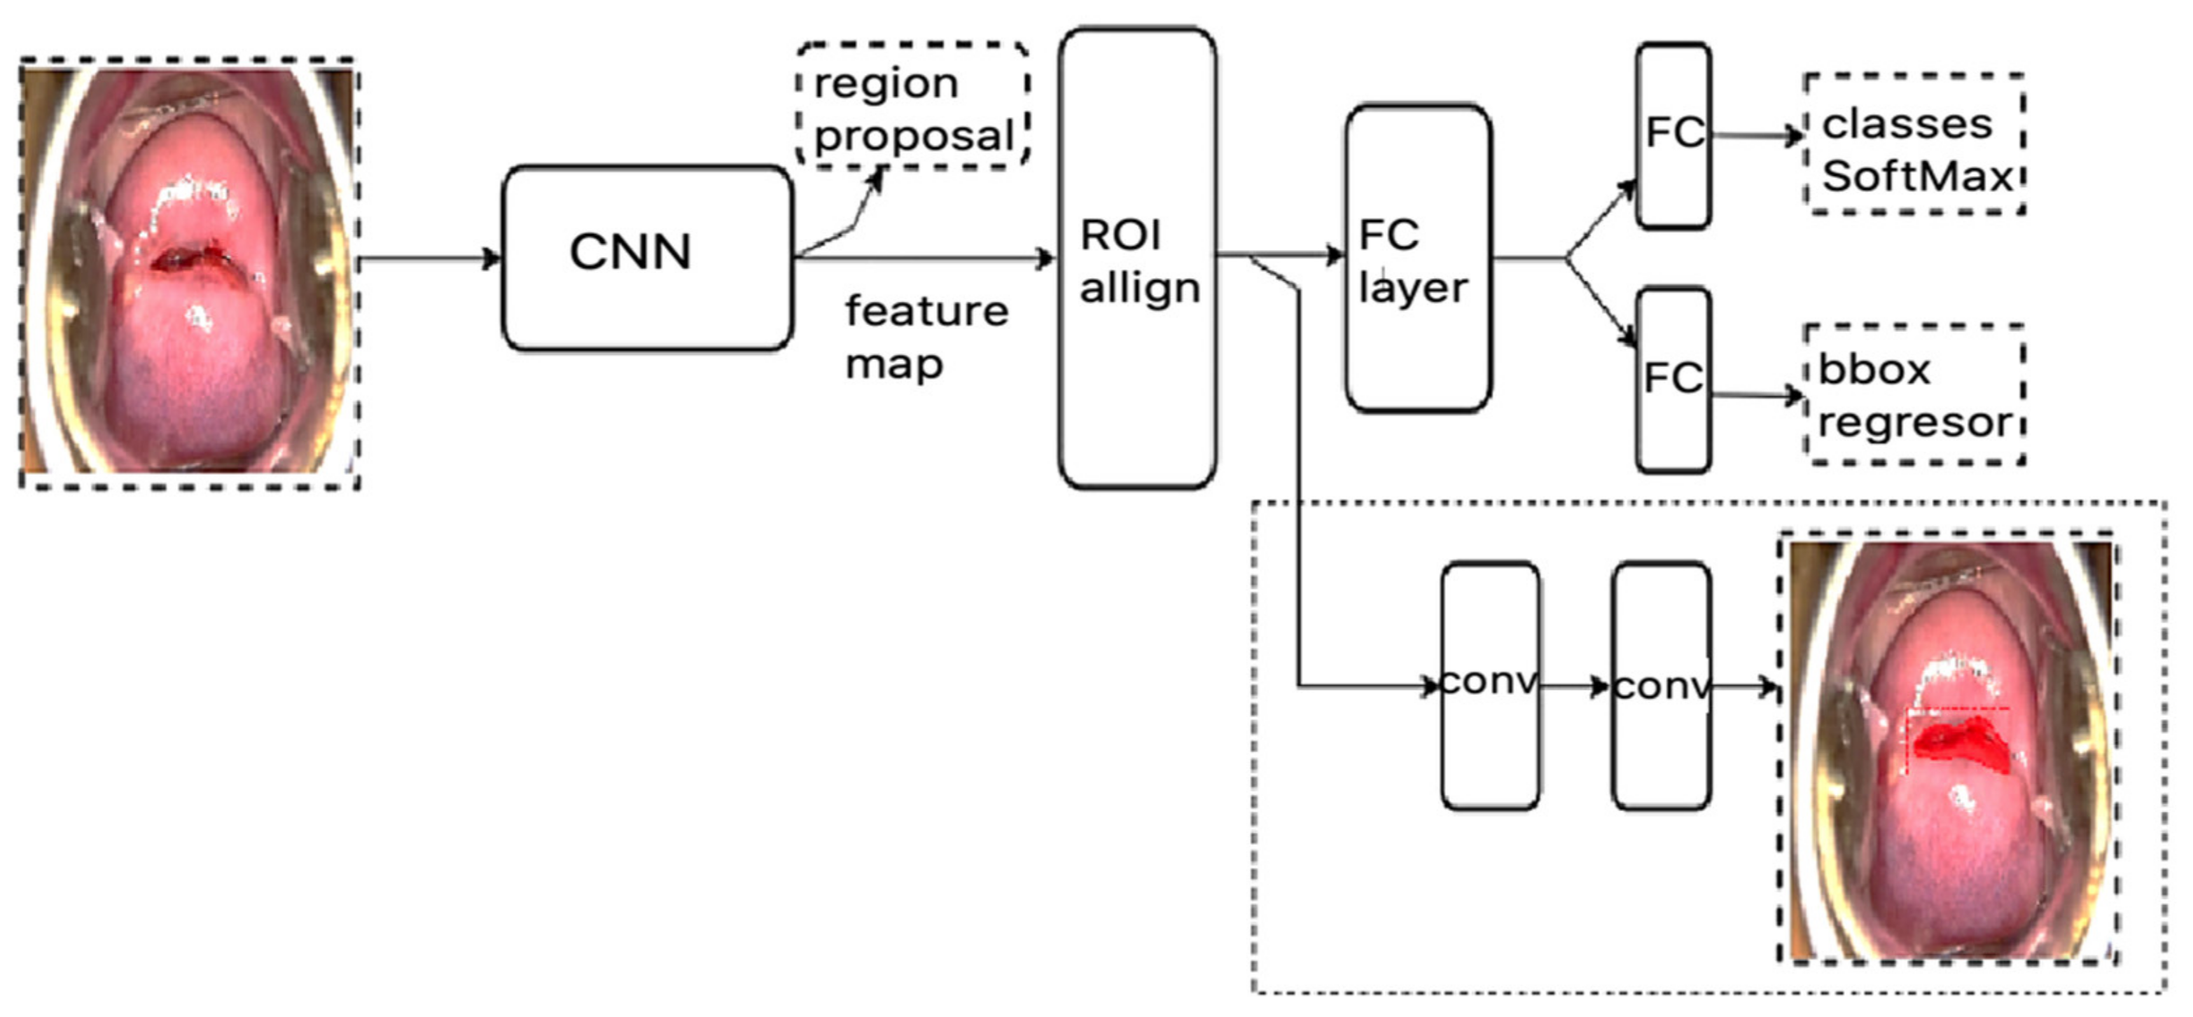 region
proposal
CNN
feature
map
ROI
allign
FC
layer
FC
classes
SoftMax
FC
bbox
regresor
conv
conv